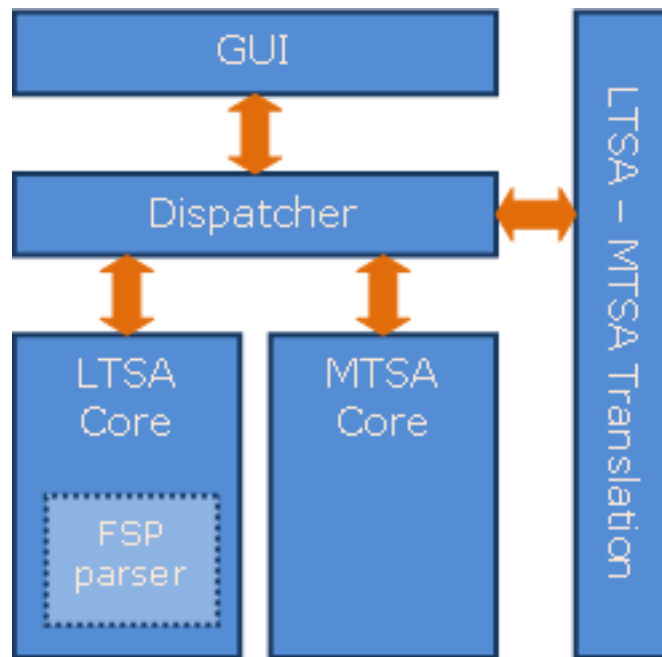 GUI
Dispatcher
LTSA
Core
FSP
parser
MTSA
Core
LTSA – MTSA Translation